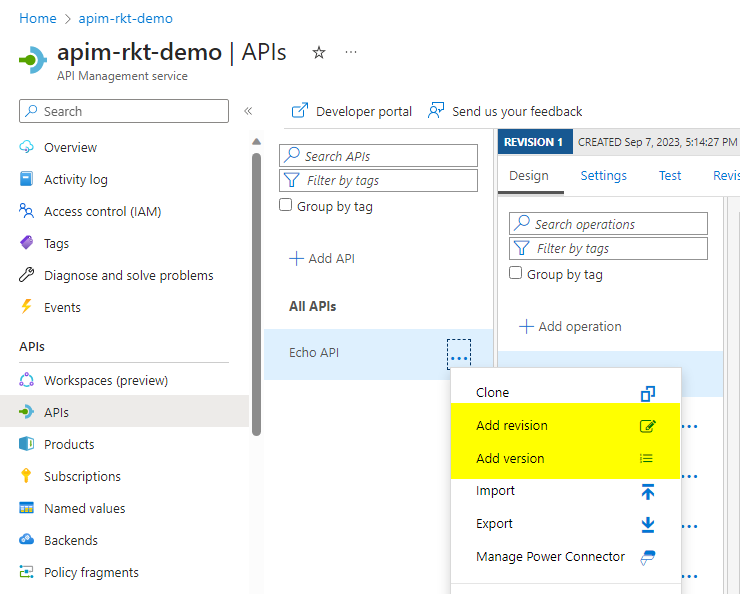 Home > apim-rkt-demo
apim-rkt-demo | APIs
API Management service
Search
Overview
Activity log
Access control (IAM)
Tags
Diagnose and solve problems
Events
APIs
Workspaces (preview)
APIs
Products
Subscriptions
Named values
Backends
Policy fragments
Developer portal
Send us your feedback
Search APIs
Filter by tags
Group by tag
Add API
All APIs
Echo API
REVISION 1 CREATED Sep 7, 2023, 5:14:27 PM
Design Settings Test Revis
Search operations
Filter by tags
Group by tag
Add operation
Clone
Add revision
Add version
Import
Export
Manage Power Connector